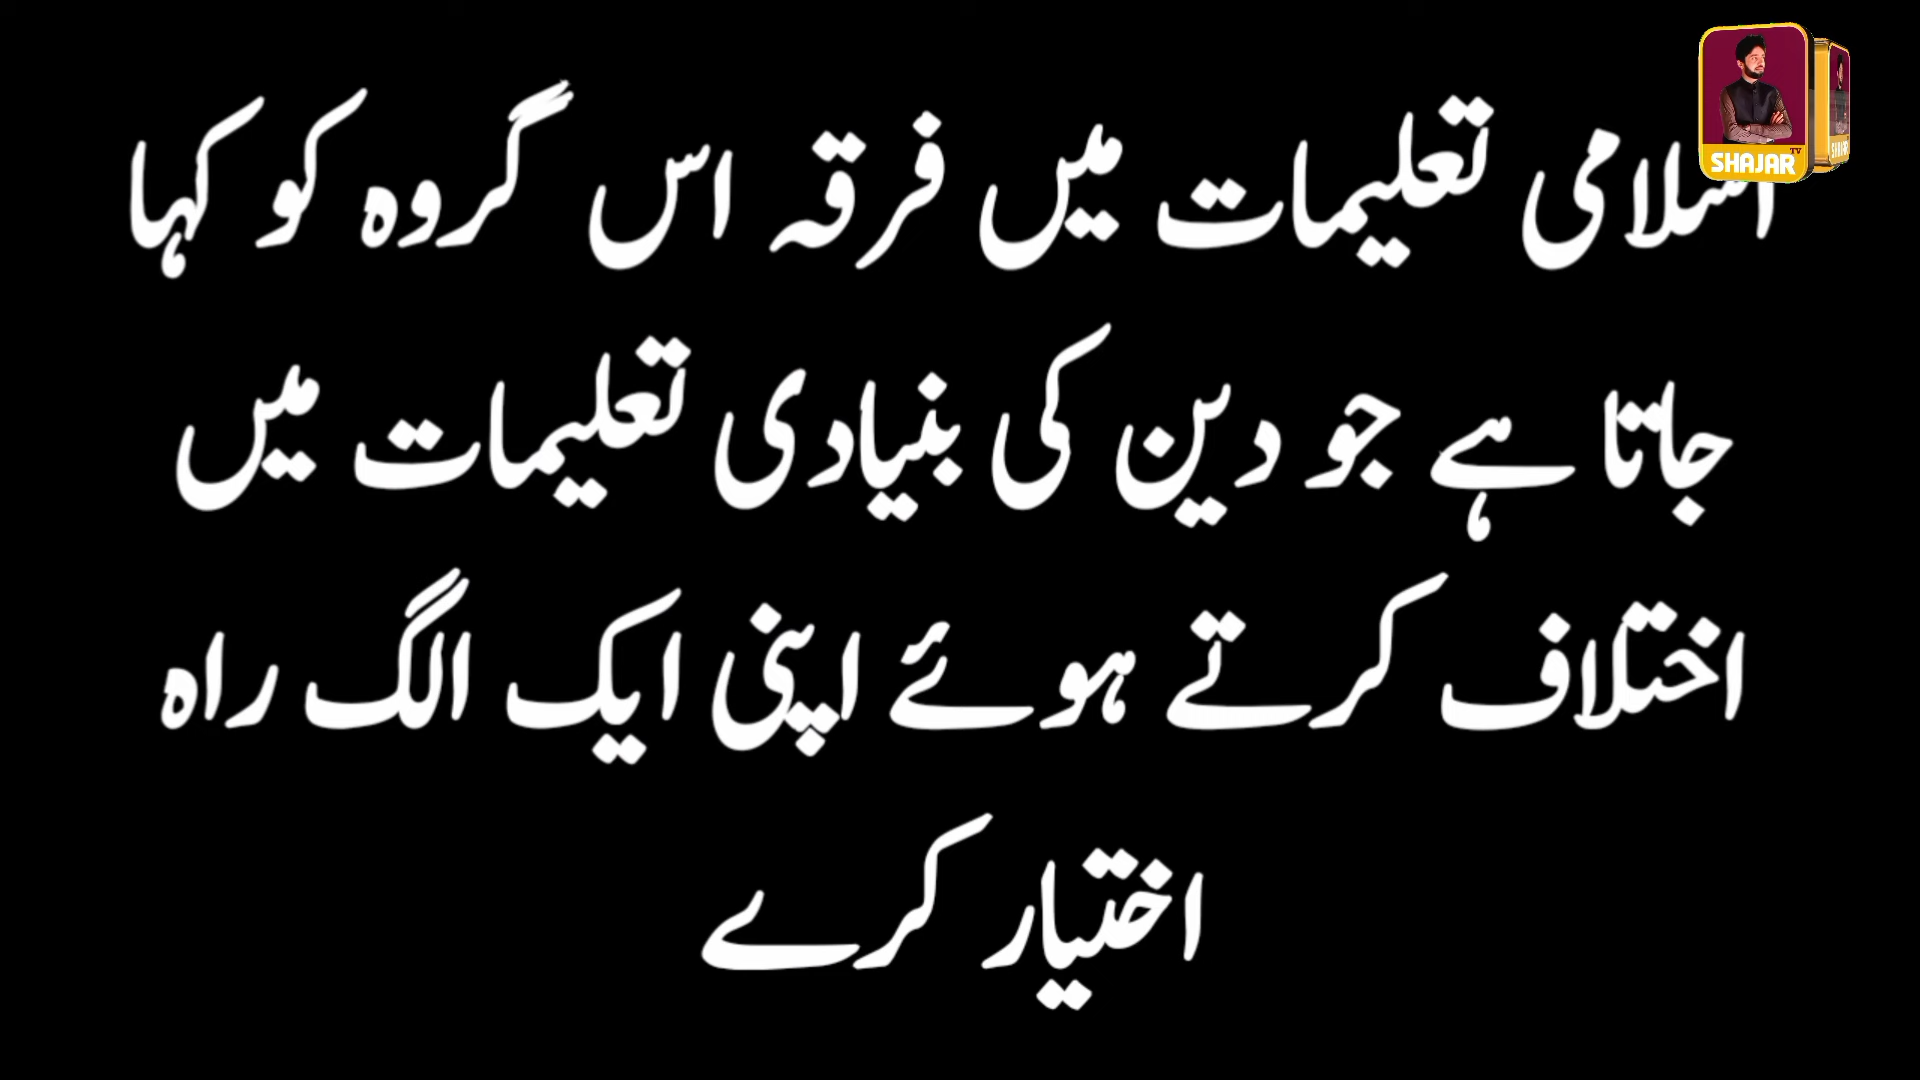 اسلامی تعلیمات میں فرقہ اس گروہ کو کہا
جاتا ہے جو دین کی بنیادی تعلیمات میں
اختلاف کرتے ہوئے اپنی ایک الگ راہ
اختیار کرے
SHAJAR TV